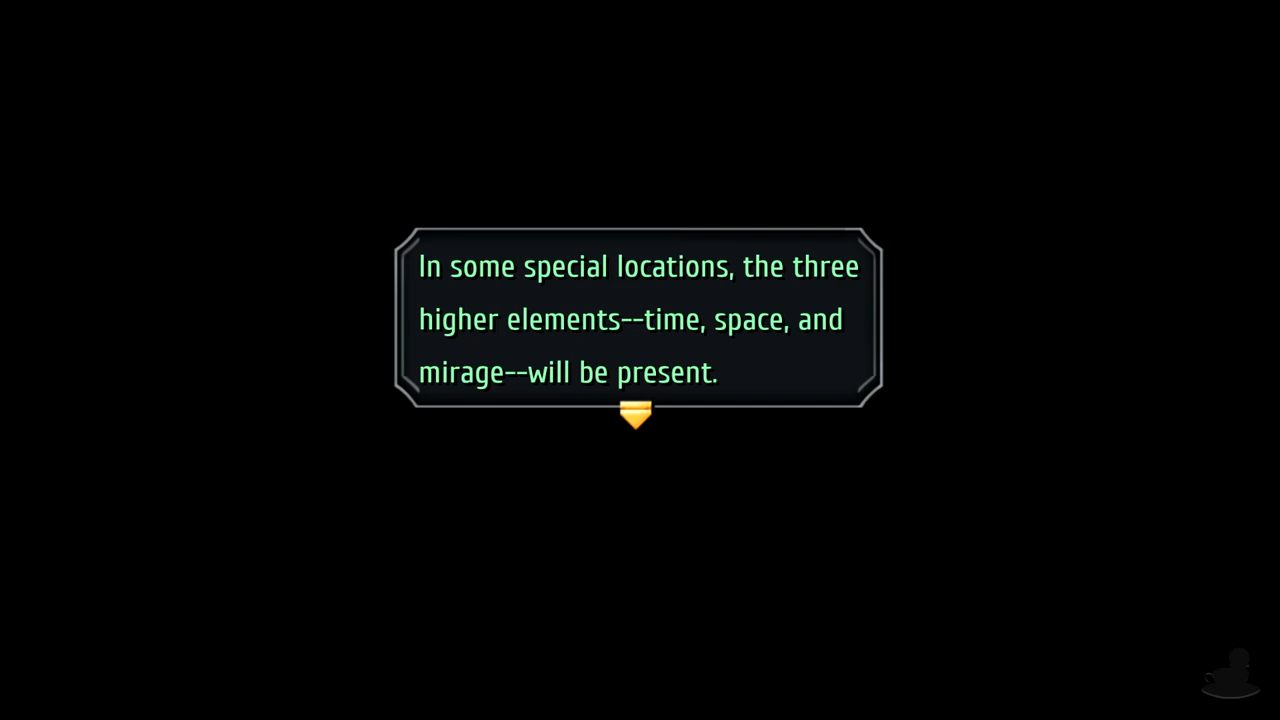 In some special locations, the three
higher elements--time, space, and
mirage--will be present.